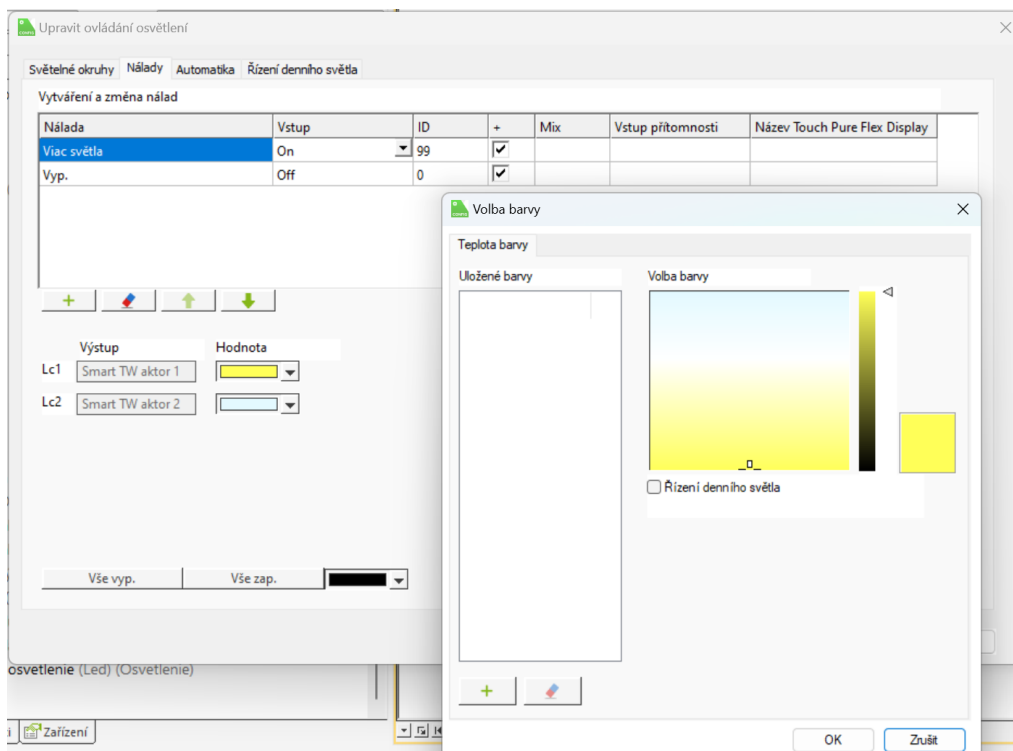 Upravit ovládání osvětlení
Světelné okruhy Nálady Automatika Řízení denního světla
Vytváření a změna nálad
Nálada Vstup ID + Mix Vstup přítomnosti Název Touch Pure Flex Display
Viac světla On 99
Vyp. Off 0
Volba barvy
Teplota barvy
Uložené barvy Volba barvy
Výstup Hodnota
Lc1 Smart TW aktor 1
Lc2 Smart TW aktor 2
Řízení denního světla
Vše vyp. Vše zap.
osvetlenie (Led) (Osvetlenie)
Zařízení
OK Zrušit